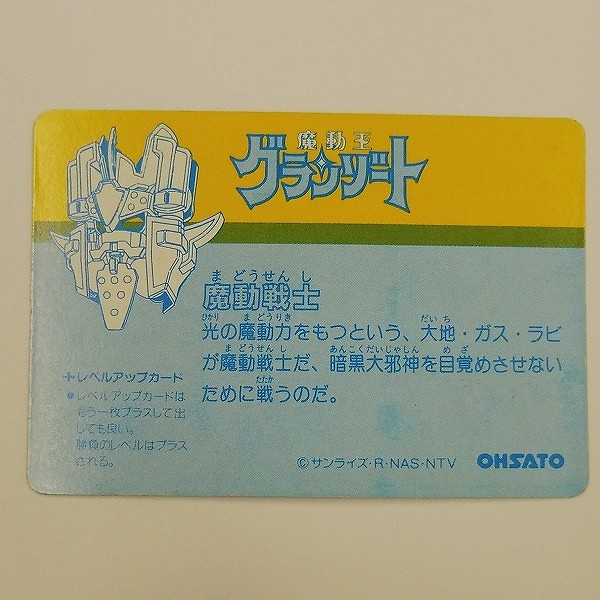 魔動王
グランゾート
まどうせんし
魔動戦士
ひかり まどうりき だいち
光の魔動力をもつという、大地・ガス・ラビ
まどうせんし あんこくだいじゃしん めざ
が魔動戦士だ、暗黒大邪神を目覚めさせない
たたか
ために戦うのだ。
+レベルアップカード
●レベルアップカードは
もう一枚プラスして出
しても良い。
勝負のレベルはプラス
される。
©サンライズ・R・NAS・NTV
OHSATO